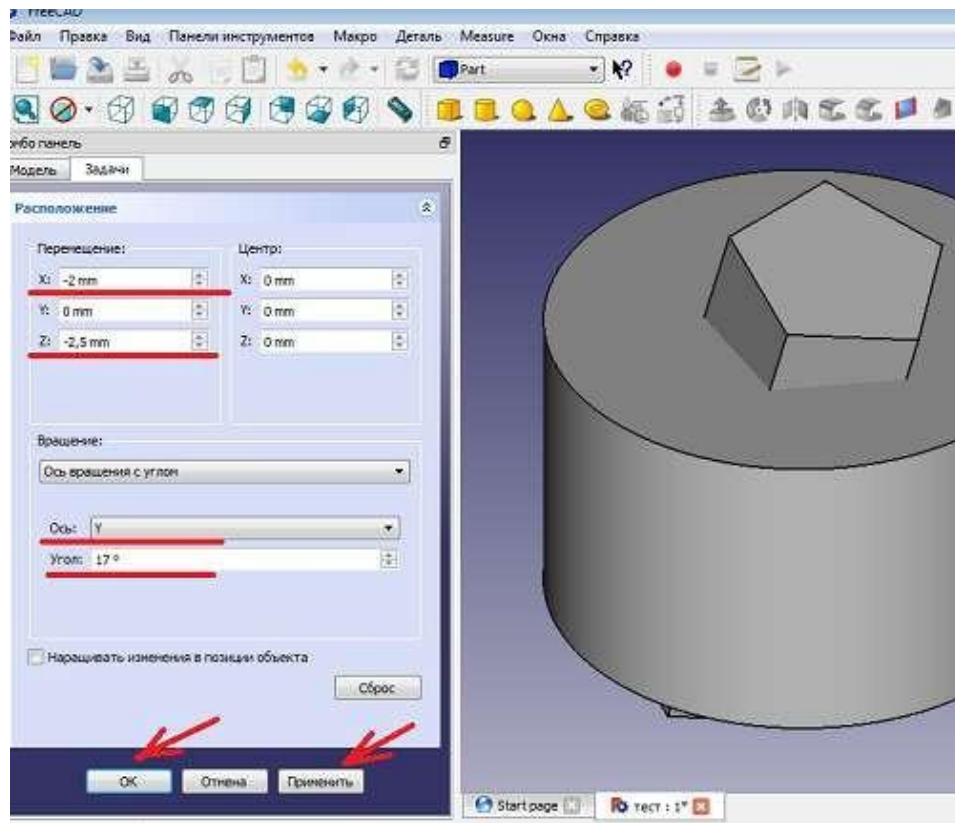 FreeCAD
Файл Правка Вид Панели инструментов Макро Деталь Measure Окна Справка
Part
панель
Модель Задачи
Расположение
Перемещение: Центр:
X: -2 mm X: 0 mm
Y: 0 mm Y: 0 mm
Z: -2,5 mm Z: 0 mm
Вращение:
Ось вращения с углом
Ось: Y
Угол: 17 °
Наращивать изменения в позиции объекта
Сброс
OK Отмена Применить
Start page тест : 1*